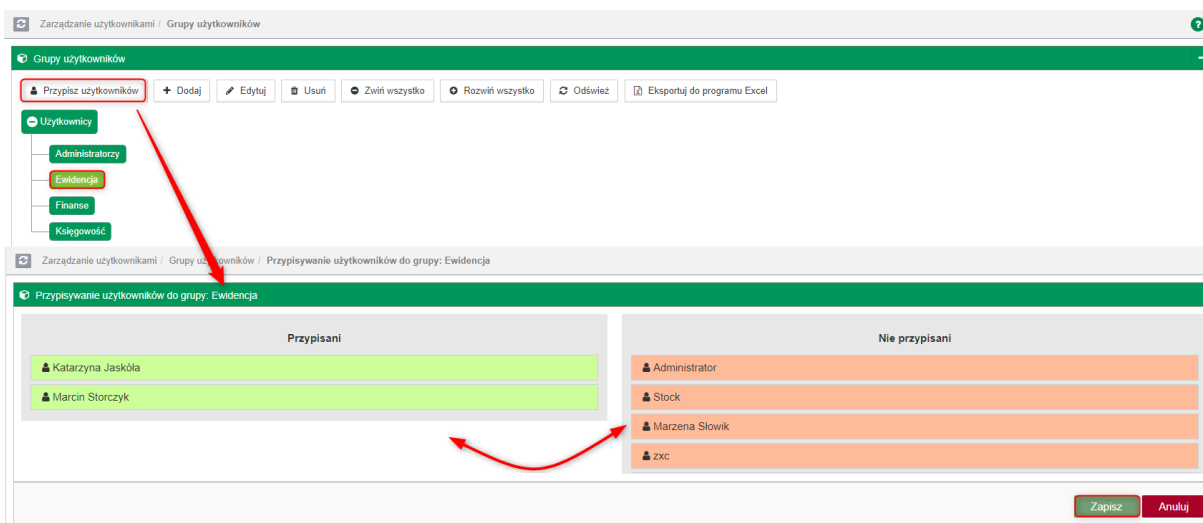 Zarządzanie użytkownikami / Grupy użytkowników
Grupy użytkowników
Przypisz użytkowników + Dodaj Edytuj Usuń Zwiń wszystko Rozwiń wszystko Odśwież Eksportuj do programu Excel
Użytkownicy
Administratorzy
Ewidencja
Finanse
Księgowość
Zarządzanie użytkownikami / Grupy użytkowników / Przypisywanie użytkowników do grupy: Ewidencja
Przypisywanie użytkowników do grupy: Ewidencja
Przypisani Nie przypisani
Katarzyna Jaskóła Administrator
Marcin Storczyk Stock
Marzena Słowik
zxc
Zapisz Anuluj